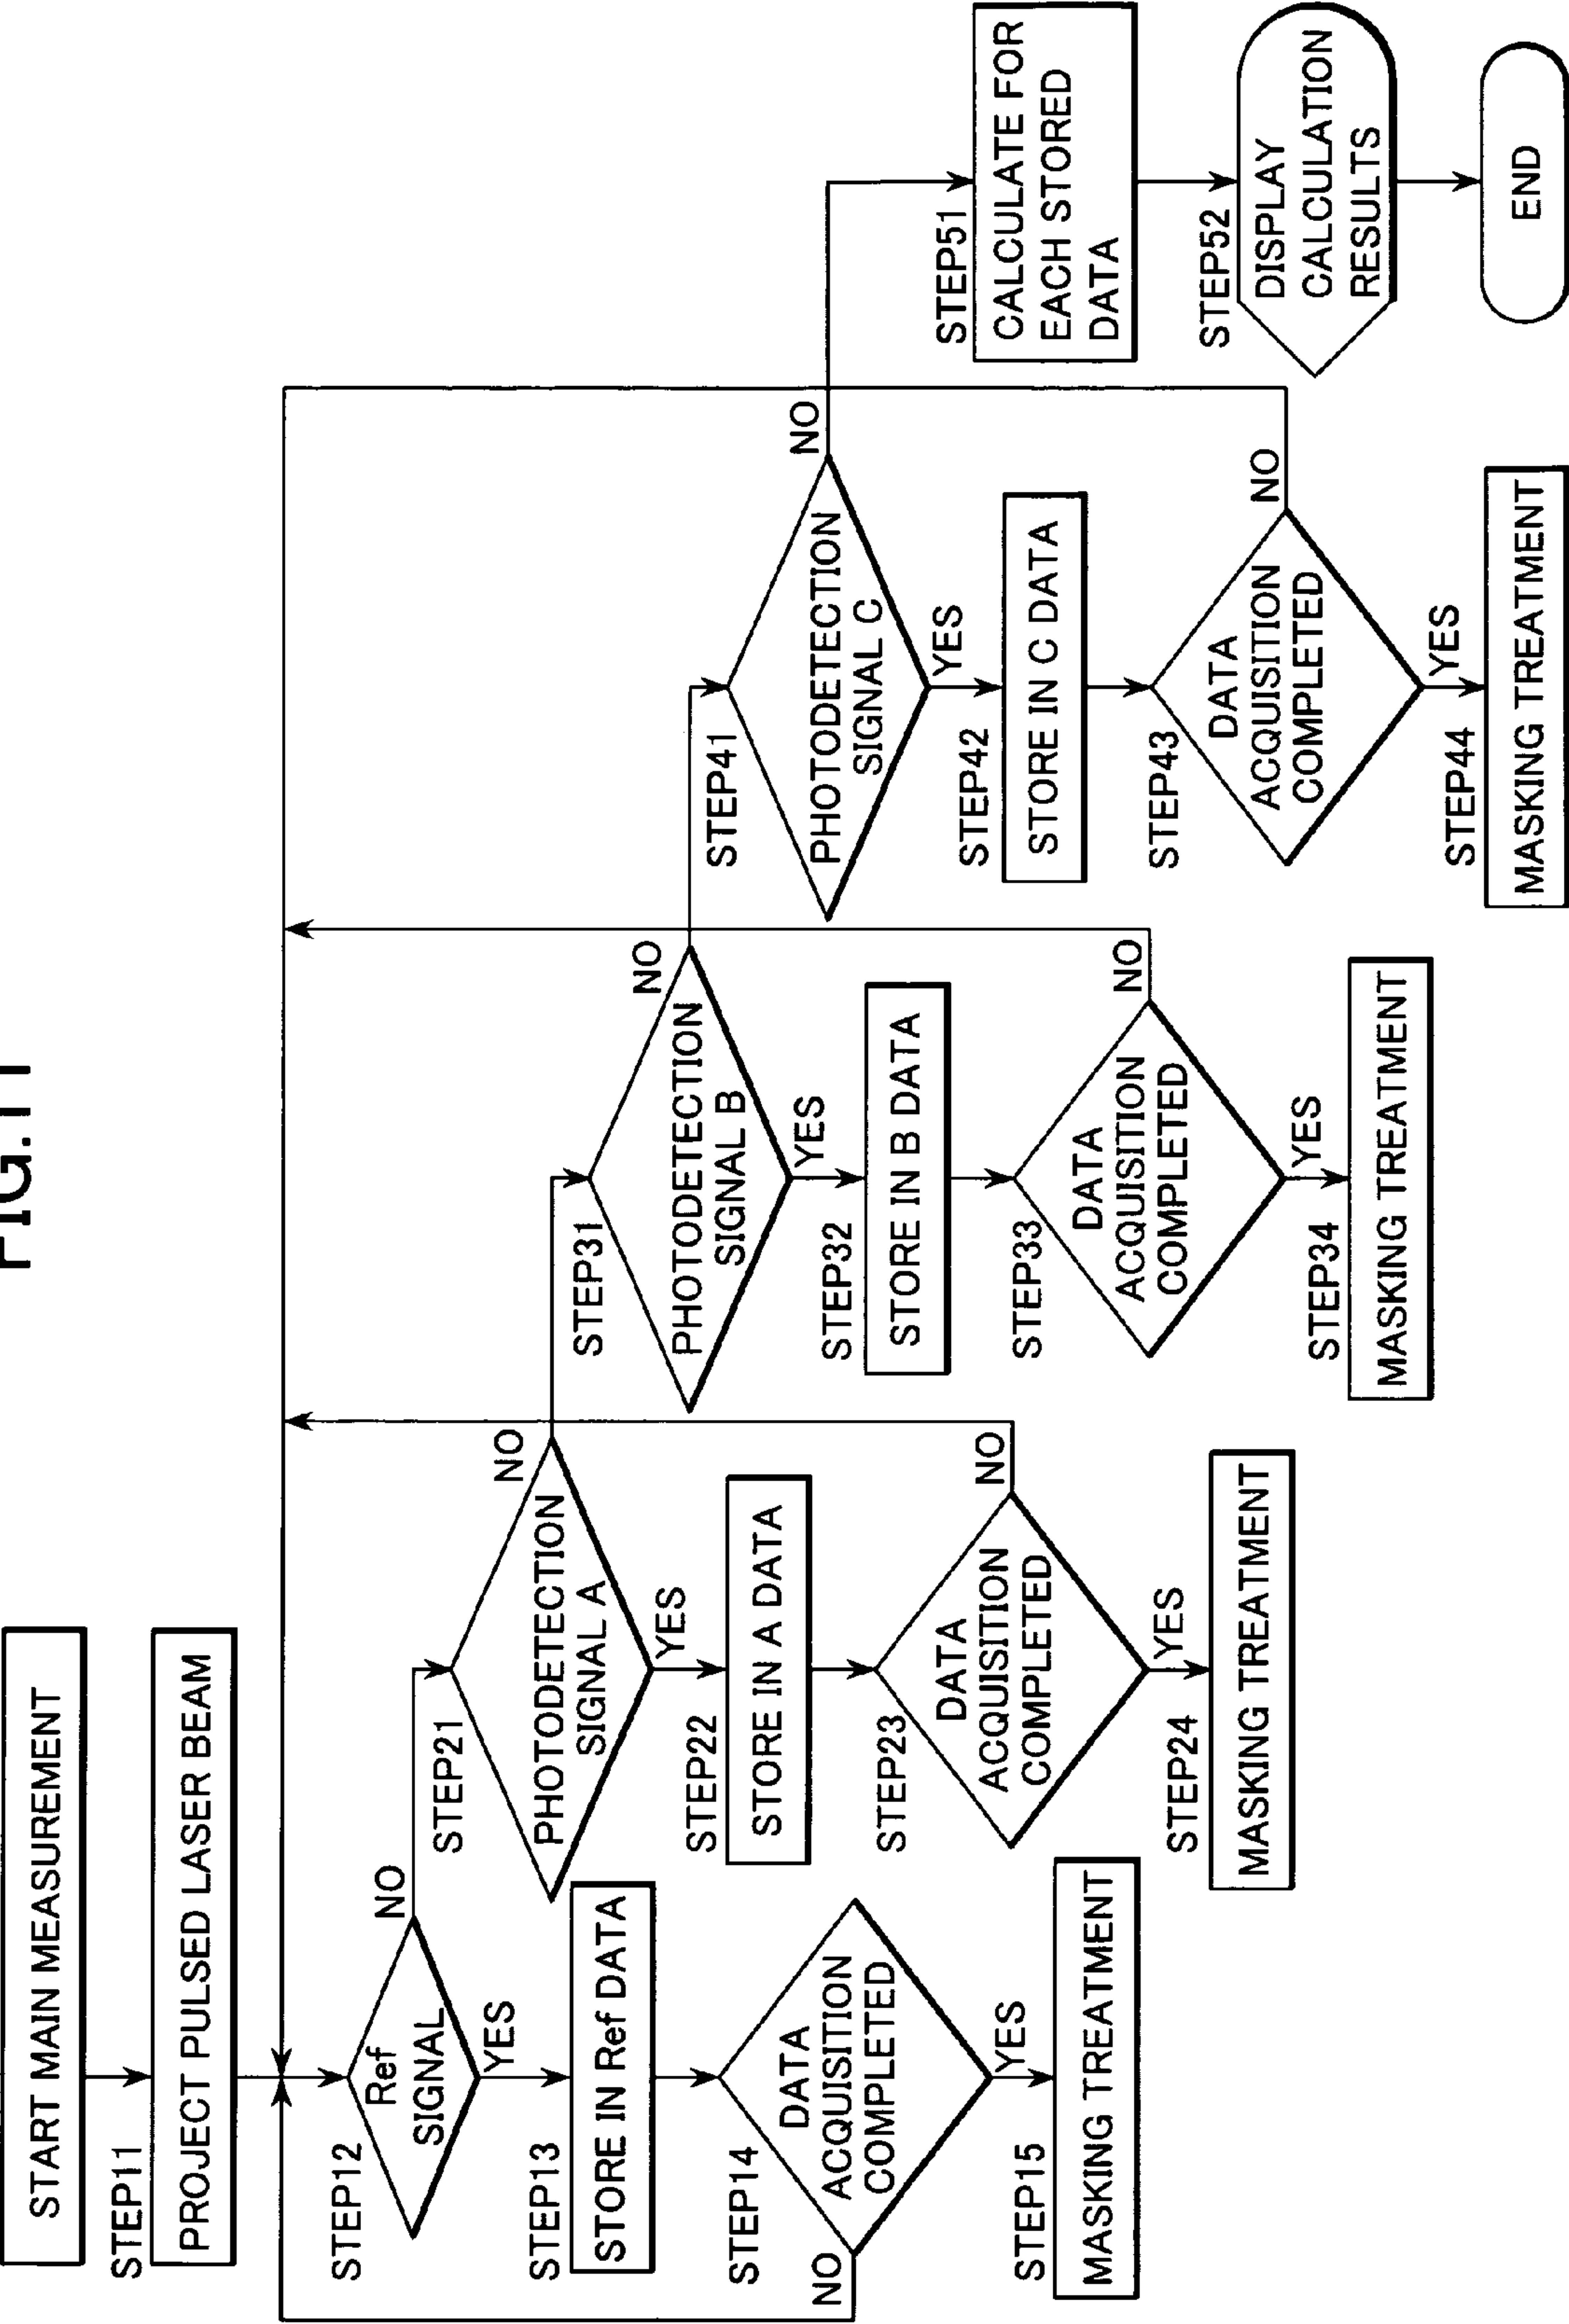 FIG.11
START MAIN MEASUREMENT
STEP11
PROJECT PULSED LASER BEAM
STEP12
Ref
SIGNAL
NO
YES
STEP13
STORE IN Ref DATA
STEP14
DATA
ACQUISITION
COMPLETED
NO
YES
STEP15
MASKING TREATMENT
STEP21
PHOTODETECTION
SIGNAL A
NO
YES
STEP22
STORE IN A DATA
STEP23
DATA
ACQUISITION
COMPLETED
NO
YES
STEP24
MASKING TREATMENT
STEP31
PHOTODETECTION
SIGNAL B
NO
YES
STEP32
STORE IN B DATA
STEP33
DATA
ACQUISITION
COMPLETED
NO
YES
STEP34
MASKING TREATMENT
STEP41
PHOTODETECTION
SIGNAL C
NO
YES
STEP42
STORE IN C DATA
STEP43
DATA
ACQUISITION
COMPLETED
NO
YES
STEP44
MASKING TREATMENT
STEP51
CALCULATE FOR
EACH STORED
DATA
STEP52
DISPLAY
CALCULATION
RESULTS
END